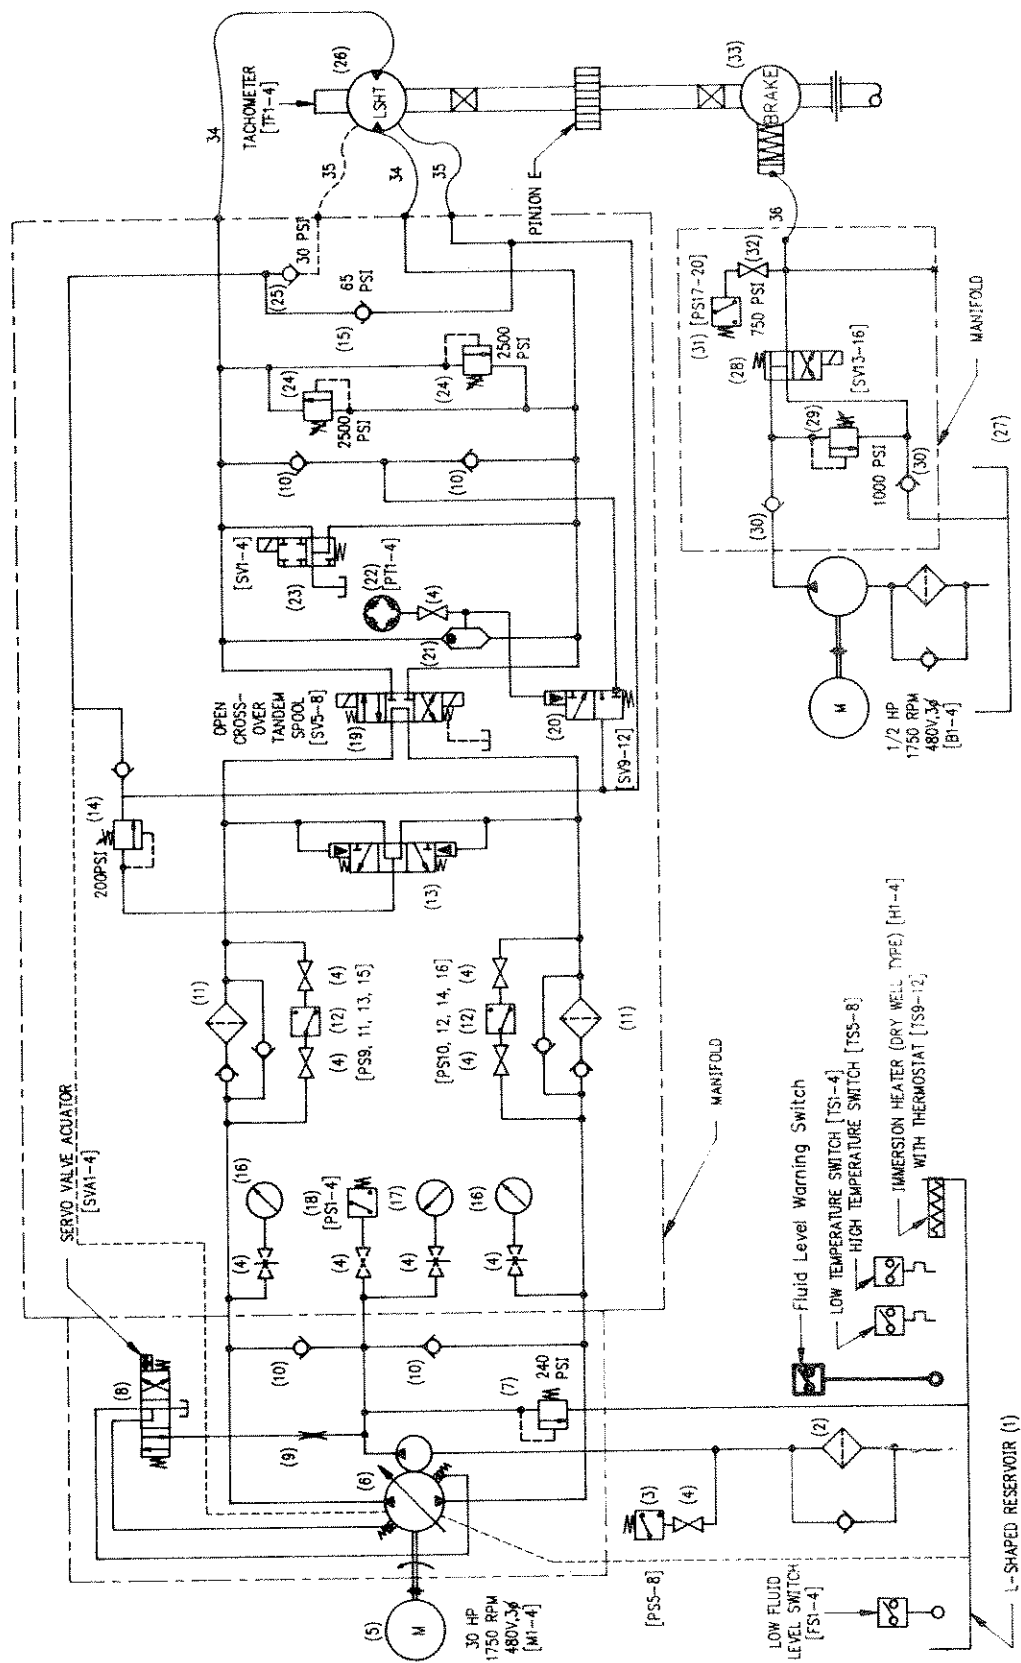 34
TACHOMETER
[TF1-4]
(26)
LSHT
35
34
35
PINION E
(33)
BRAKE
36
30 PSI
(25)
65
PSI
(15)
(24)
2500
PSI
(24)
2500
PSI
(10)
(10)
[SV1-4]
(23)
(22)
[PT1-4]
(4)
(21)
OPEN
CROSS-
OVER
TANDEM
SPOOL
[SV5-8]
(19)
(20)
[SV9-12]
(14)
200PSI
(13)
(11)
(4) (12) (4)
[PS9, 11, 13, 15]
[PS10, 12, 14, 16]
(4) (12) (4)
(11)
SERVO VALVE ACUATOR
[SVA1-4]
(16)
(4)
(18)
[PS1-4]
(4)
(17)
(4)
(16)
(4)
MANIFOLD
(8)
(10)
(10)
(9)
(7)
240
PSI
(6)
(5)
M
30 HP
1750 RPM
480V,3ø
[M1-4]
(3)
(4)
[PS5-8]
(2)
LOW FLUID
LEVEL SWITCH
[FS1-4]
L-SHAPED RESERVOIR (1)
Fluid Level Warning Switch
LOW TEMPERATURE SWITCH [TS1-4]
HIGH TEMPERATURE SWITCH [TS5-8]
IMMERSION HEATER (DRY WELL TYPE) [H1-4]
WITH THERMOSTAT [TS9-12]
(31) [PS17-20]
750 PSI
(32)
(28)
[SV13-16]
(29)
1000 PSI
(30)
(30)
MANIFOLD
(27)
M
1/2 HP
1750 RPM
480V,3ø
[B1-4]